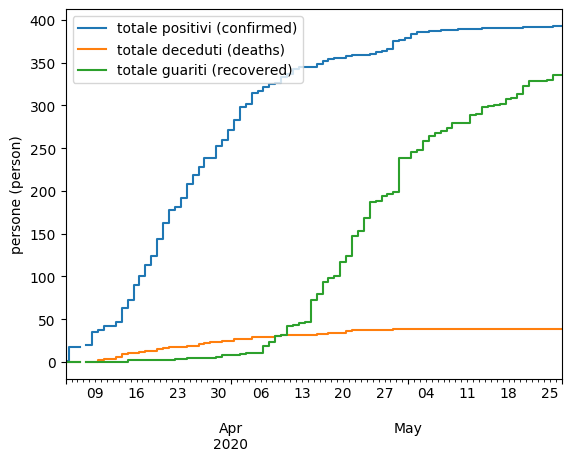 totale positivi (confirmed)
totale deceduti (deaths)
totale guariti (recovered)
persone (person)
400
350
300
250
200
150
100
50
0
09 16 23 30 06 13 20 27 04 11 18 25
Apr May
2020